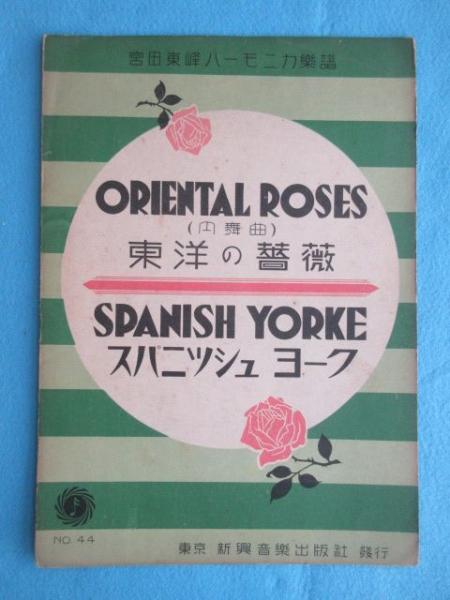 宮田東峰ハーモニカ樂譜
ORIENTAL ROSES
(円舞曲)
東洋の薔薇
SPANISH YORKE
スパニツシュ ヨーク
NO. 44
東京 新興音樂出版社 發行